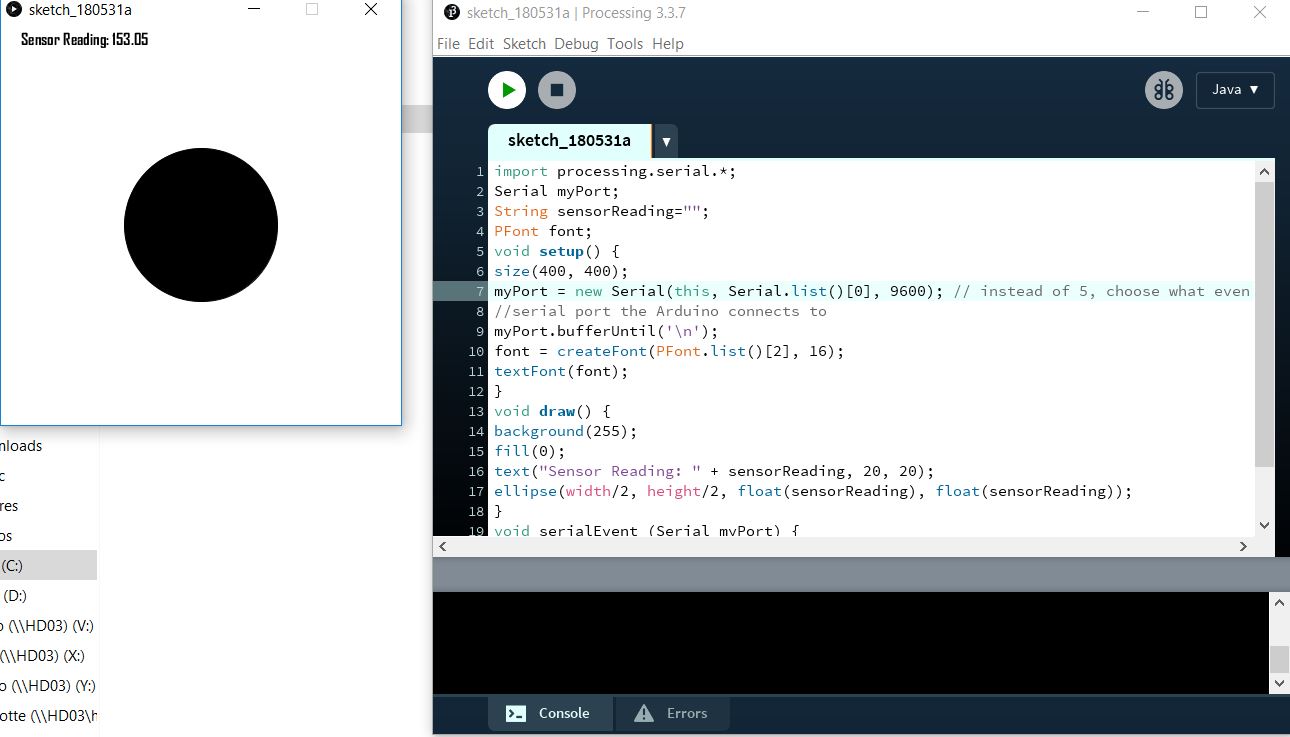 sketch_180531a
Sensor Reading: 153.05
nloads
c
res
os
(C:)
(D:)
o (\\HD03) (V:)
(\\HD03) (X:)
o (\\HD03) (Y:)
otte (\\HD03\h
sketch_180531a | Processing 3.3.7
File Edit Sketch Debug Tools Help
Java ▼
sketch_180531a ▼
1 import processing.serial.*;
2 Serial myPort;
3 String sensorReading="";
4 PFont font;
5 void setup() {
6 size(400, 400);
7 myPort = new Serial(this, Serial.list()[0], 9600); // instead of 5, choose what even
8 //serial port the Arduino connects to
9 myPort.bufferUntil('\n');
10 font = createFont(PFont.list()[2], 16);
11 textFont(font);
12 }
13 void draw() {
14 background(255);
15 fill(0);
16 text("Sensor Reading: " + sensorReading, 20, 20);
17 ellipse(width/2, height/2, float(sensorReading), float(sensorReading));
18 }
19 void serialEvent (Serial myPort) {
Console Errors